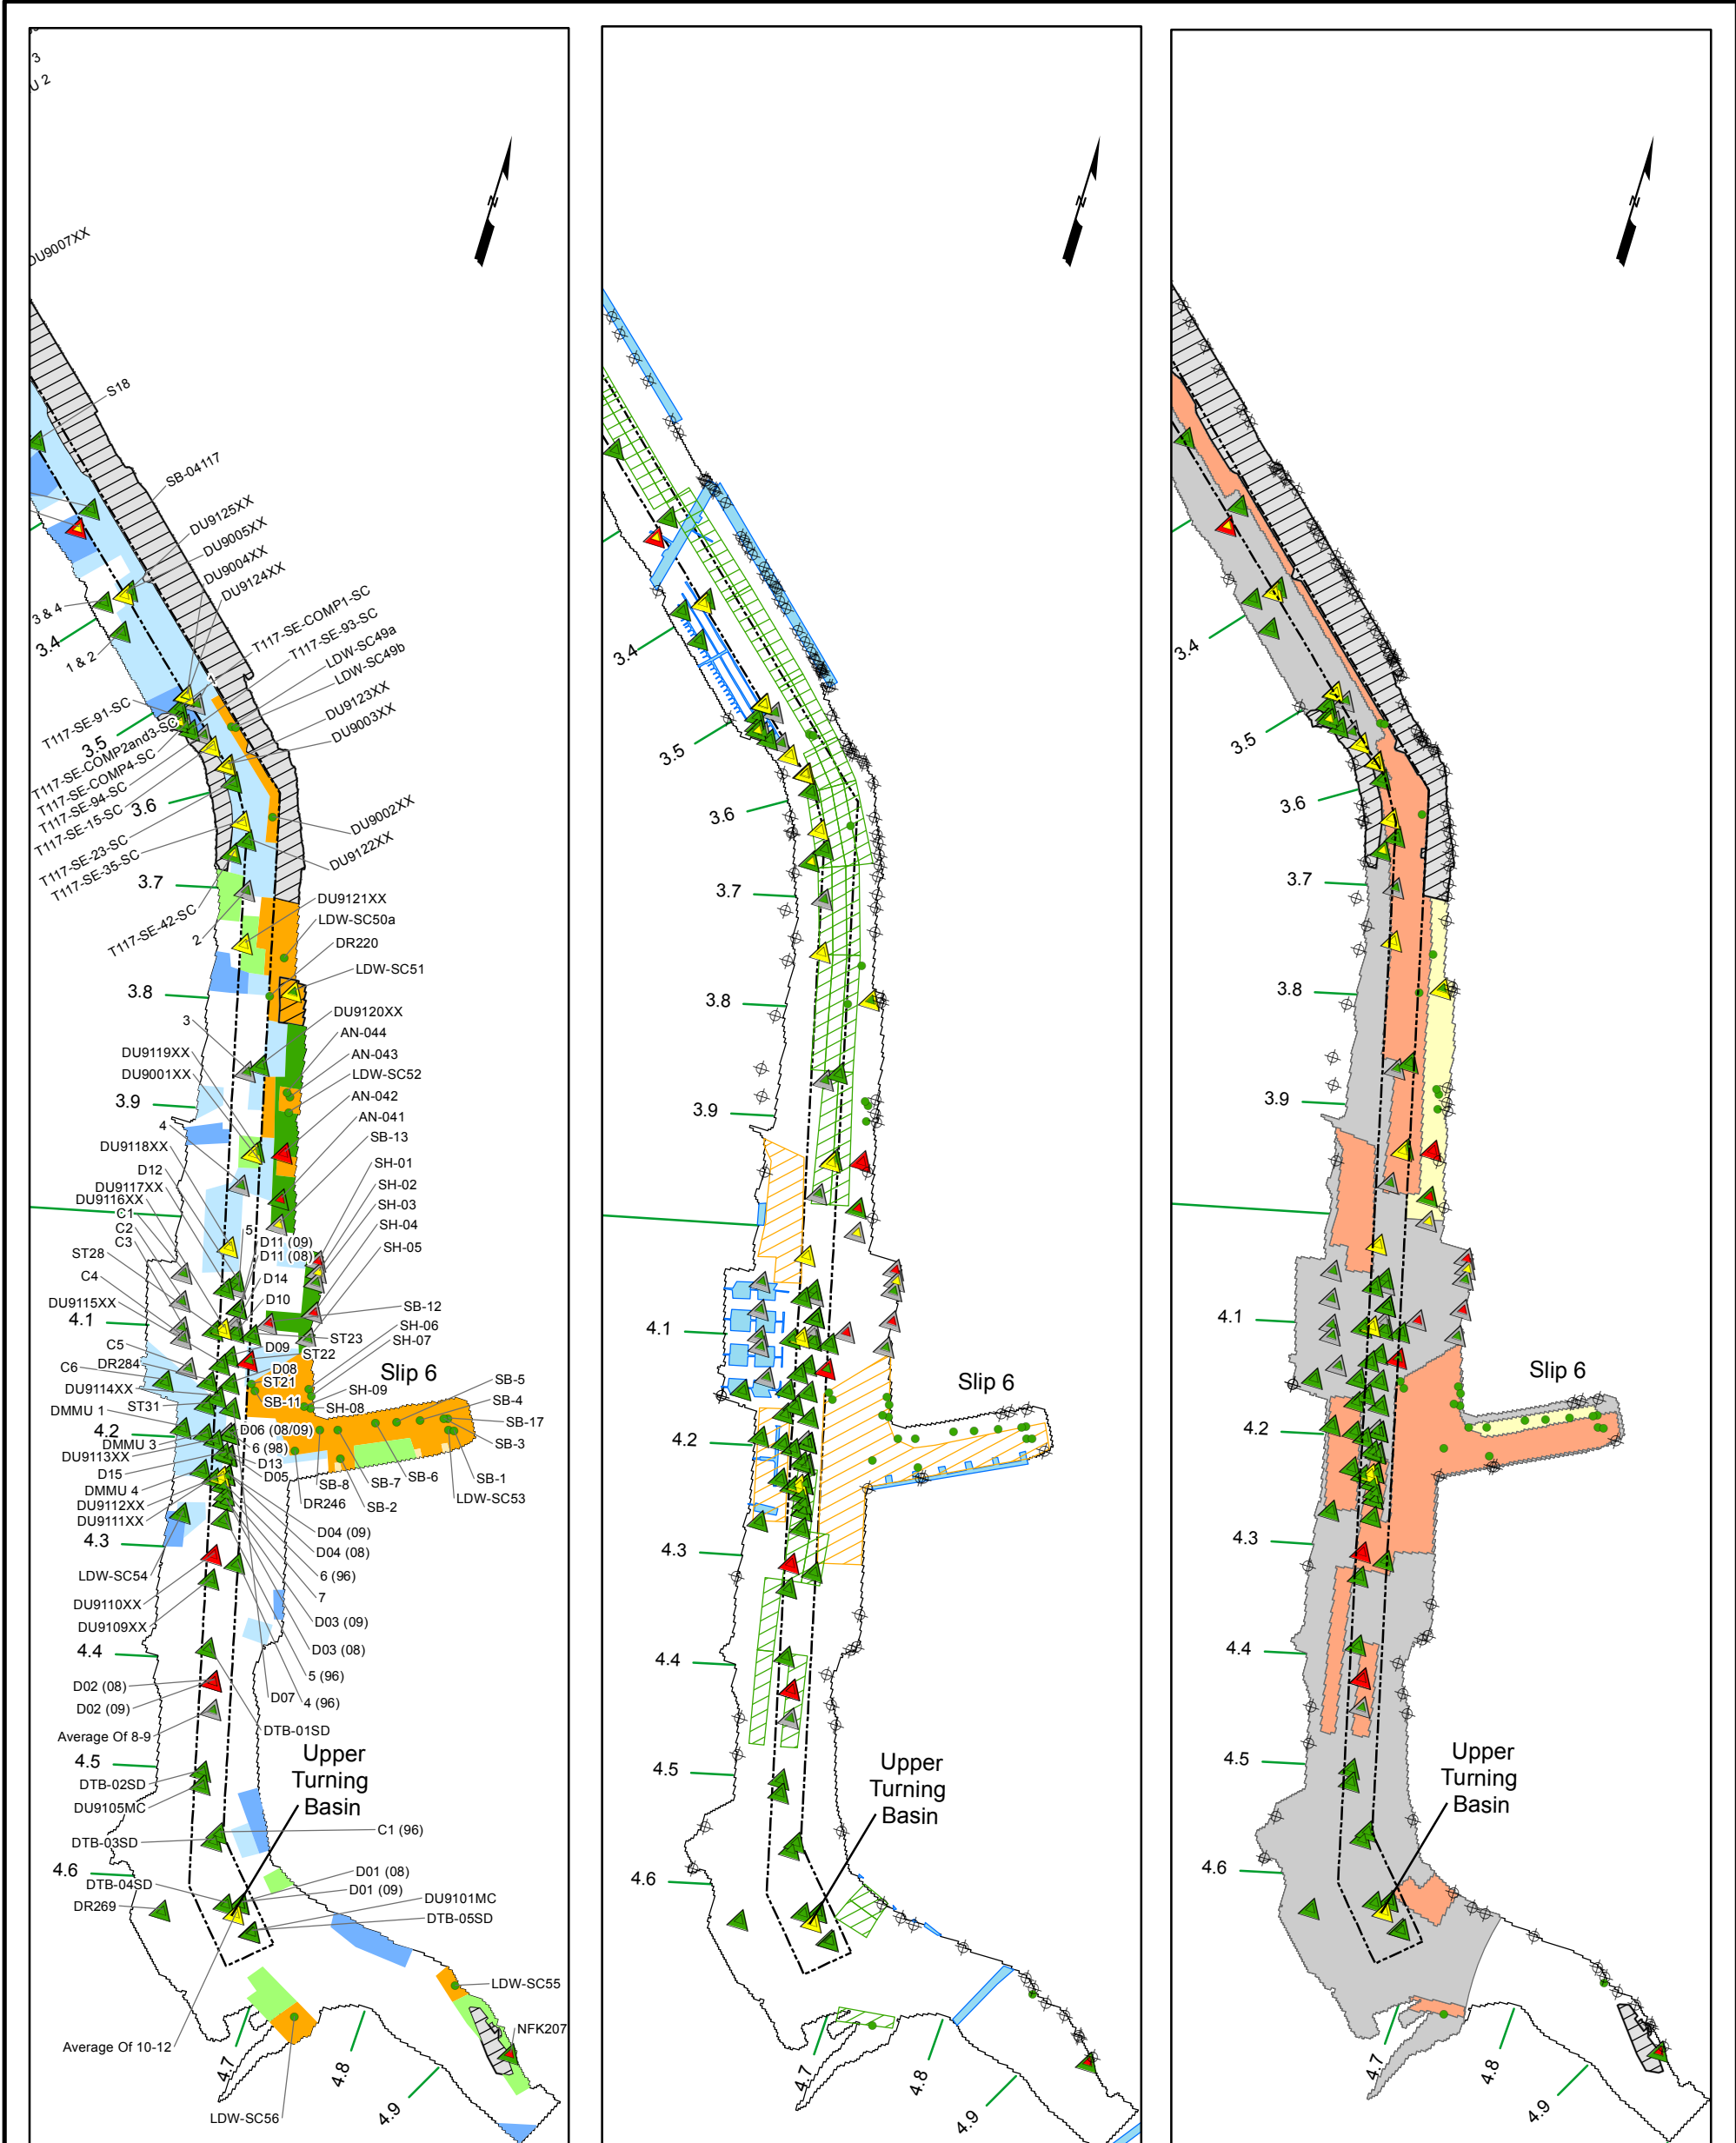 3
U 2
N
DU9007XX
S18
SB-04117
DU9125XX
DU9005XX
DU9004XX
DU9124XX
3 & 4
3.4
1 & 2
T117-SE-COMP1-SC
T117-SE-93-SC
LDW-SC49a
LDW-SC49b
1
T117-SE-91-SC
3.5
DU9123XX
DU9003XX
T117-SE-COMP2and3-SC
T117-SE-COMP4-SC
T117-SE-94-SC
T117-SE-15-SC
3.6
T117-SE-23-SC
T117-SE-35-SC
DU9002XX
DU9122XX
3.7
T117-SE-42-SC
2
DU9121XX
LDW-SC50a
DR220
LDW-SC51
3.8
3
DU9120XX
AN-044
DU9119XX
AN-043
DU9001XX
LDW-SC52
3.9
AN-042
AN-041
4
SB-13
DU9118XX
D12
SH-01
DU9117XX
SH-02
DU9116XX
SH-03
C1
C2
SH-04
C3
5
D11 (09)
D11 (08)
SH-05
ST28
C4
D14
DU9115XX
D10
SB-12
4.1
SH-06
ST23
SH-07
C5
D09
ST22
DR284
C6
D08
Slip 6
DU9114XX
ST21
SH-09
SB-5
ST31
SB-11
SH-08
SB-4
DMMU 1
SB-17
4.2
D06 (08/09)
DMMU 3
6 (98)
SB-3
DU9113XX
D13
D15
D05
SB-6
SB-1
DMMU 4
SB-8
SB-7
LDW-SC53
DU9112XX
DR246
SB-2
DU9111XX
D04 (09)
4.3
D04 (08)
LDW-SC54
6 (96)
7
DU9110XX
D03 (09)
DU9109XX
D03 (08)
4.4
5 (96)
D02 (08)
D07
4 (96)
D02 (09)
Average Of 8-9
DTB-01SD
4.5
Upper
Turning
Basin
DTB-02SD
DU9105MC
C1 (96)
DTB-03SD
4.6
D01 (08)
DTB-04SD
D01 (09)
DR269
DU9101MC
DTB-05SD
LDW-SC55
NFK207
Average Of 10-12
4.7
4.8
4.9
LDW-SC56
N
3.4
3.5
3.6
3.7
3.8
3.9
4.1
Slip 6
4.2
4.3
4.4
4.5
Upper
Turning
Basin
4.6
4.7
4.8
4.9
N
3.4
3.5
3.6
3.7
3.8
3.9
4.1
Slip 6
4.2
4.3
4.4
4.5
Upper
Turning
Basin
4.6
4.7
4.8
4.9